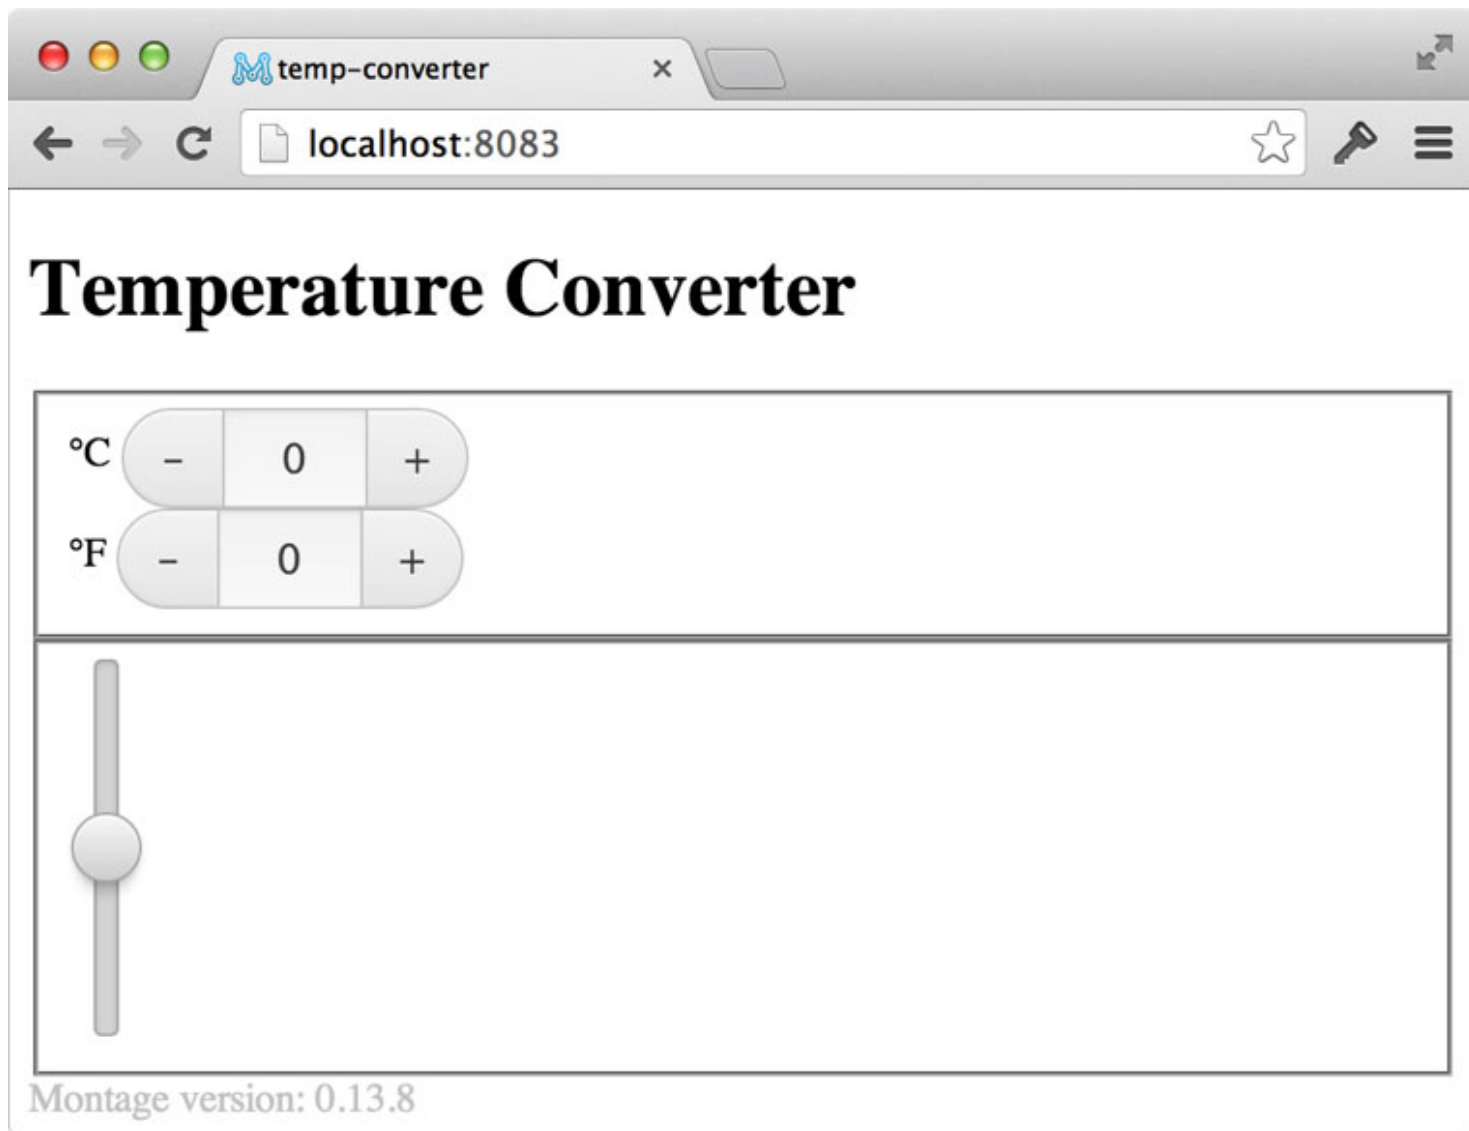 temp-converter
localhost:8083
Temperature Converter
°C - 0 +
°F - 0 +
Montage version: 0.13.8